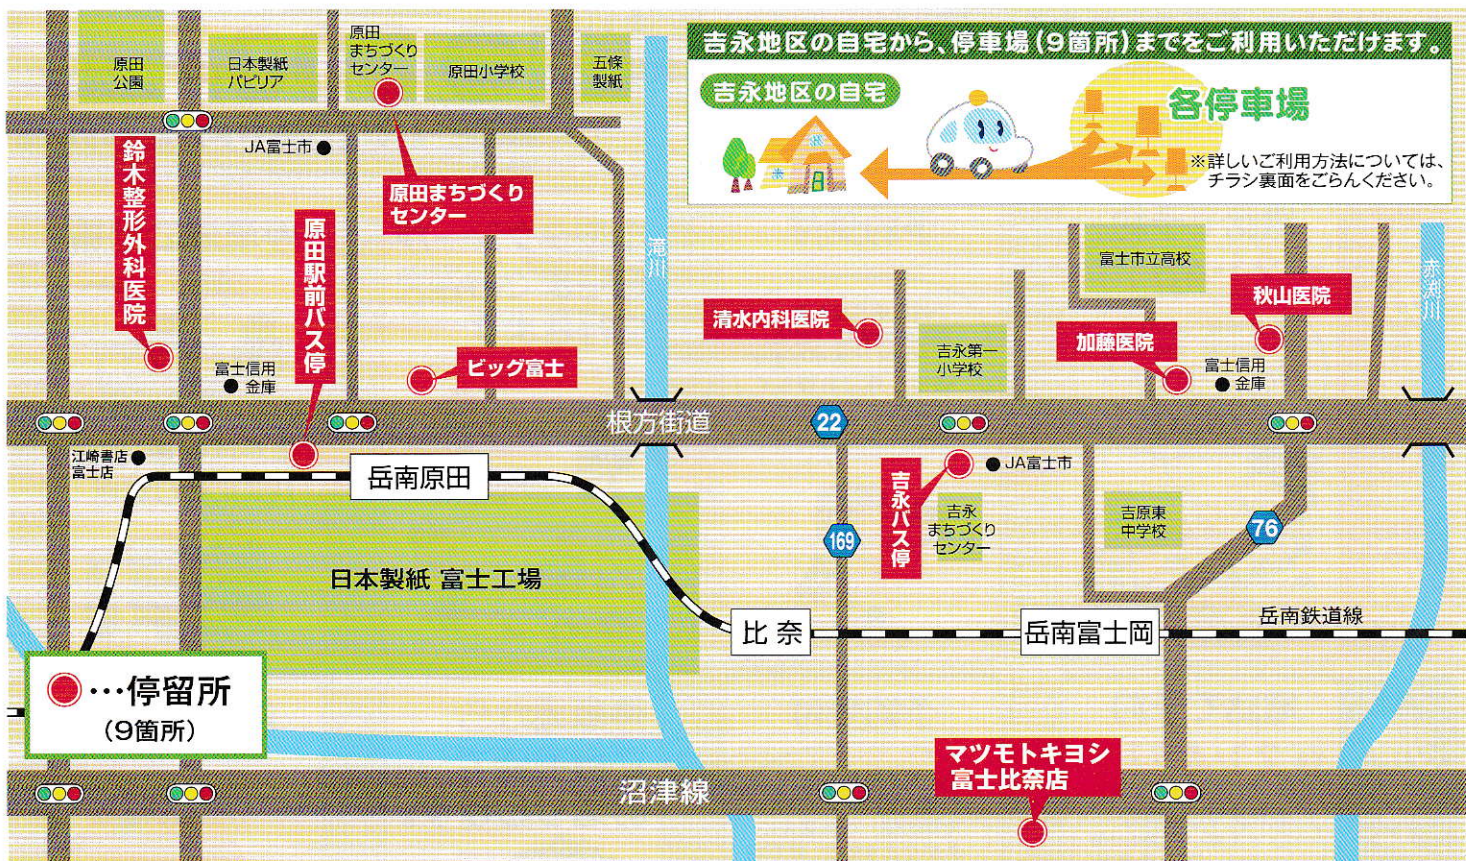 吉永地区の自宅から、停車場(9箇所)までをご利用いただけます。
吉永地区の自宅
各停車場
※詳しいご利用方法については、
チラシ裏面をごらんください。
原田
公園
日本製紙
パピリア
原田
まちづくり
センター
原田小学校
五條
製紙
JA富士市
鈴木整形外科医院
原田まちづくり
センター
原田駅前バス停
滝川
富士市立高校
赤渕川
秋山医院
清水内科医院
加藤医院
吉永第一
小学校
富士信用
金庫
ビッグ富士
富士信用
金庫
根方街道
22
江崎書店
富士店
岳南原田
吉永バス停
JA富士市
吉永
まちづくり
センター
吉原東
中学校
169
76
日本製紙 富士工場
比奈
岳南富士岡
岳南鉄道線
…停留所
(9箇所)
マツモトキヨシ
富士比奈店
沼津線